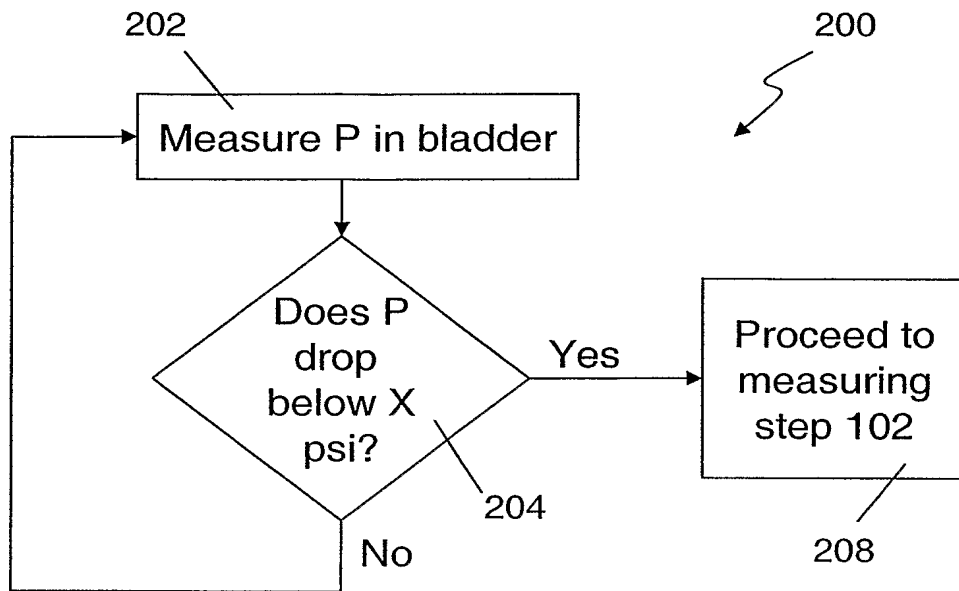 202
200
Measure P in bladder
Does P
drop
below X
psi?
Yes
Proceed to
measuring
step 102
204
No
208